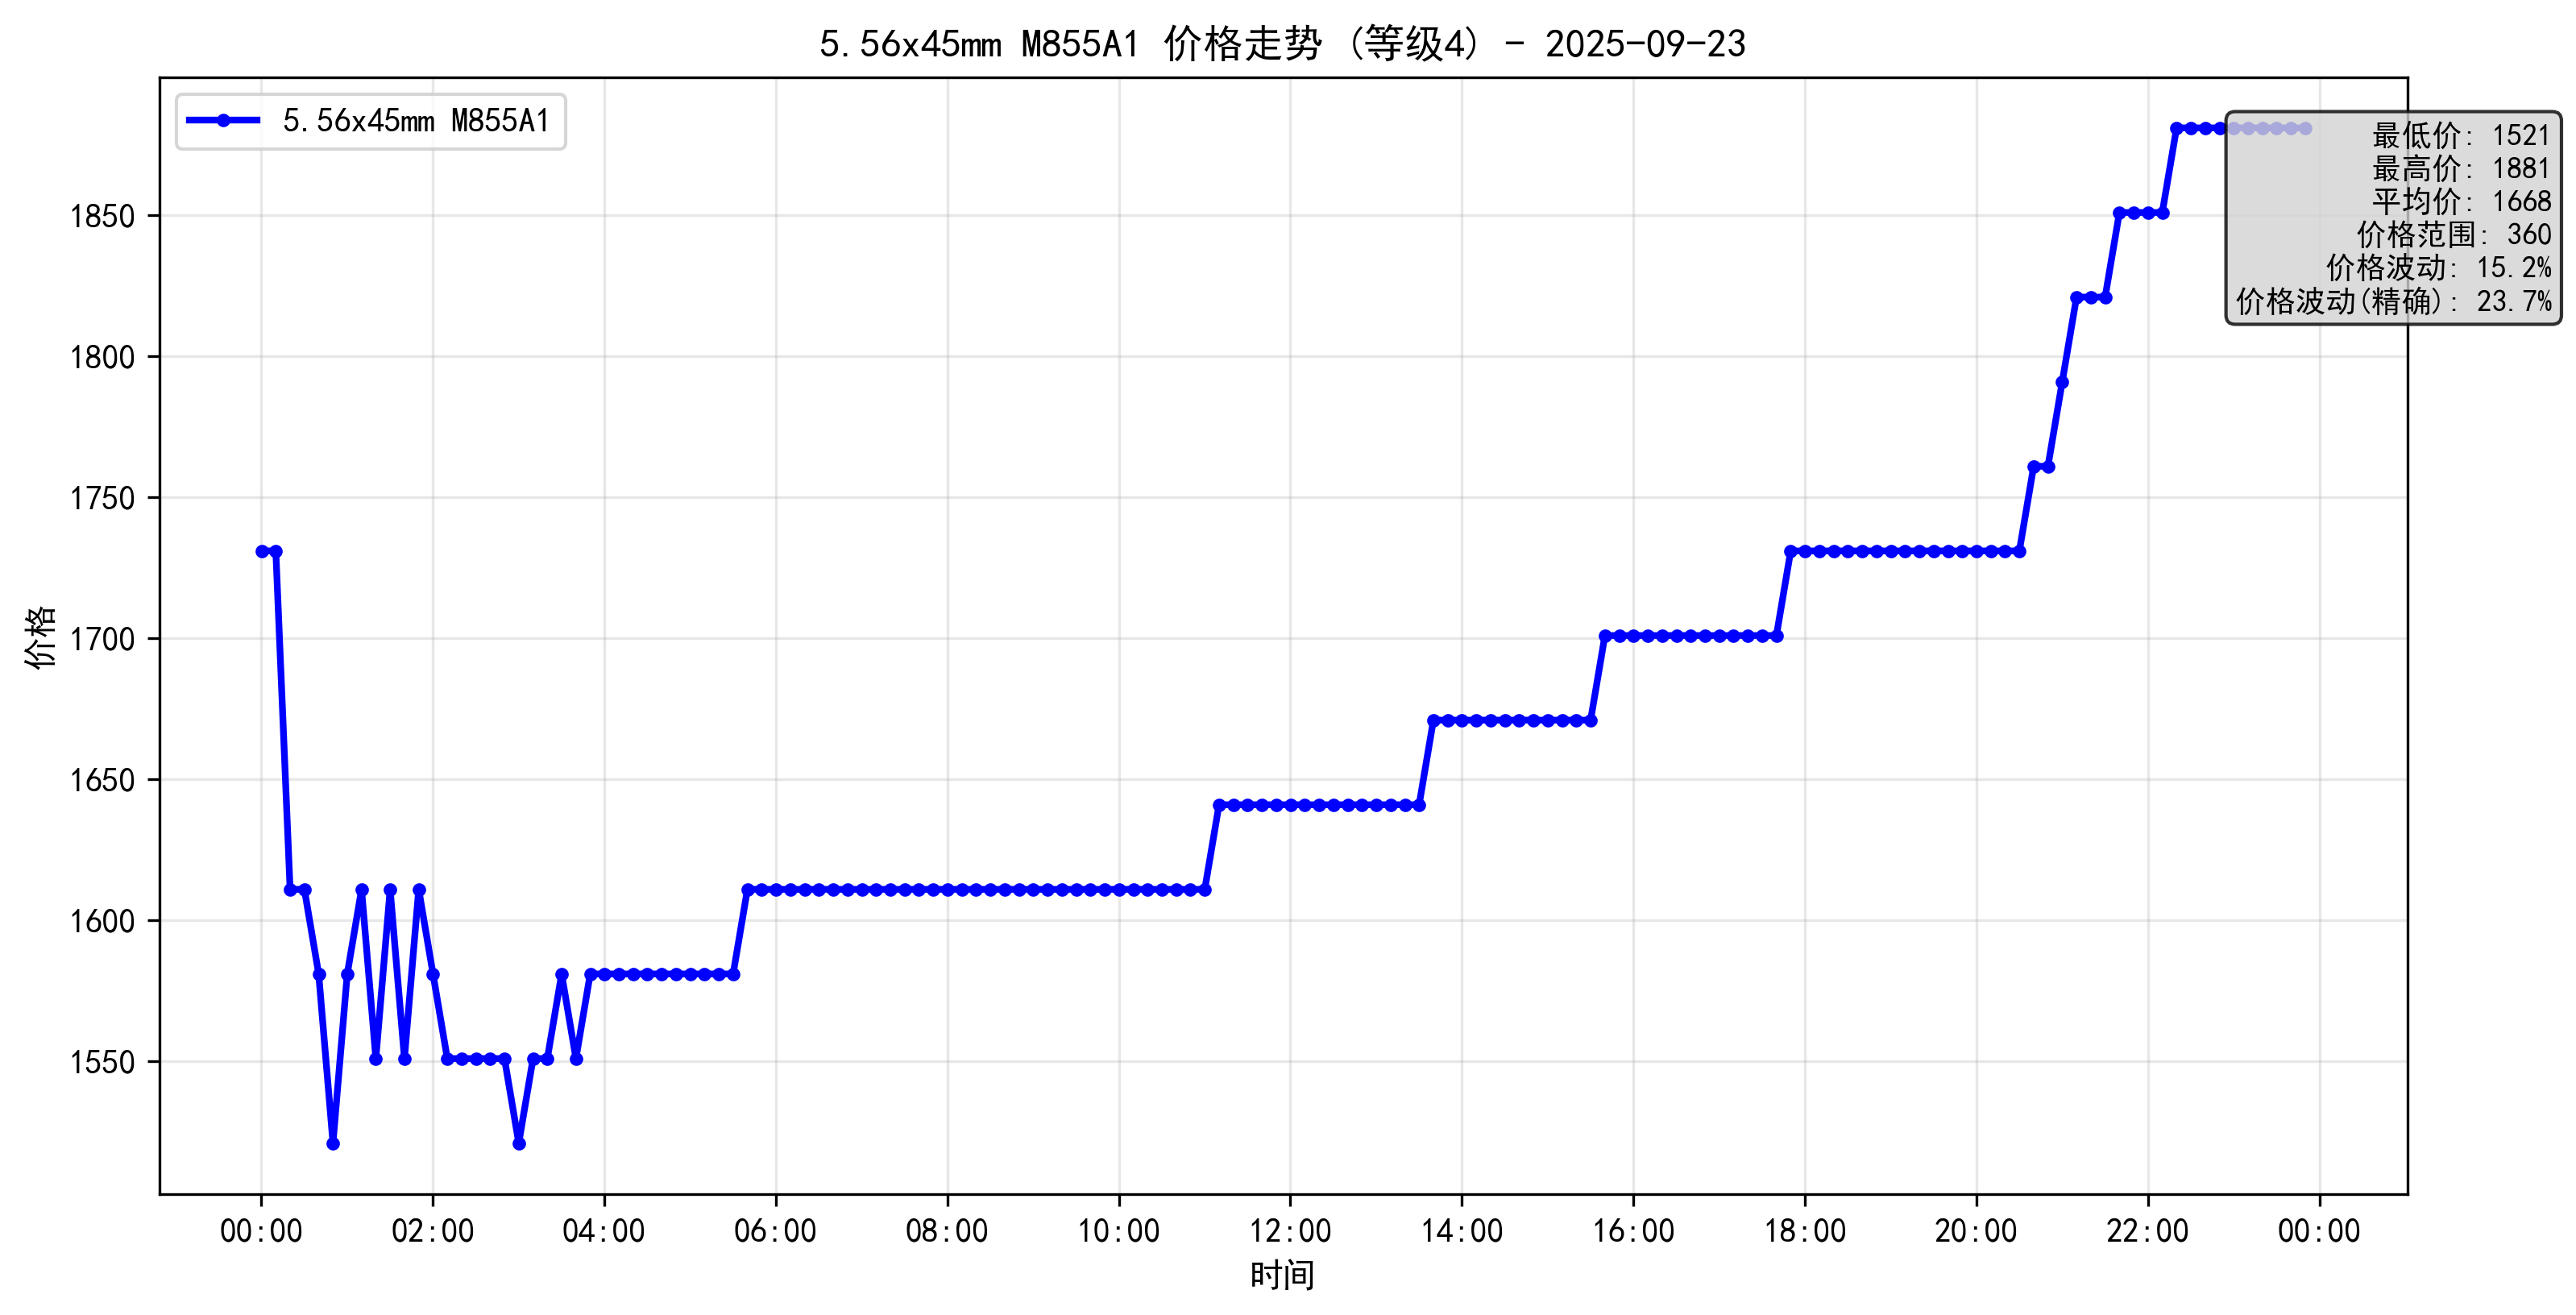 5.56x45mm M855A1 价格走势 (等级4) - 2025-09-23
5.56x45mm M855A1
最低价: 1521
最高价: 1881
平均价: 1668
价格范围: 360
价格波动: 15.2%
价格波动(精确): 23.7%
价格
1850
1800
1750
1700
1650
1600
1550
00:00 02:00 04:00 06:00 08:00 10:00 12:00 14:00 16:00 18:00 20:00 22:00 00:00
时间